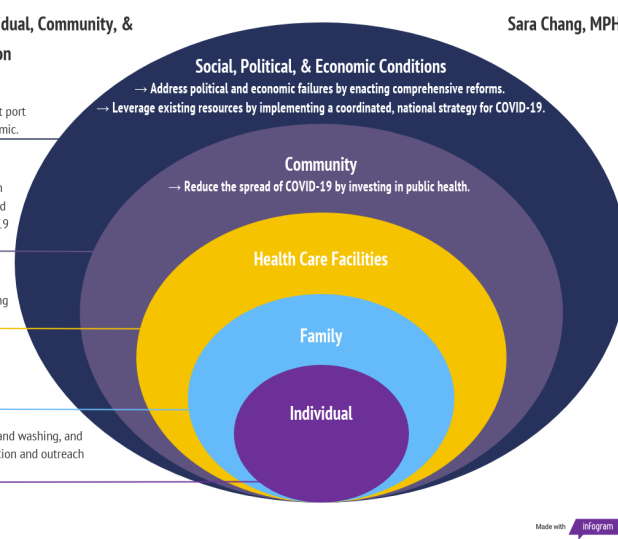 dual, Community, &
on
Sara Chang, MPH
Social, Political, & Economic Conditions
→ Address political and economic failures by enacting comprehensive reforms.
→ Leverage existing resources by implementing a coordinated, national strategy for COVID-19.
port
mic.
Community
→ Reduce the spread of COVID-19 by investing in public health.
19
Health Care Facilities
ng
Family
Individual
and washing, and
tion and outreach
Made with infogram